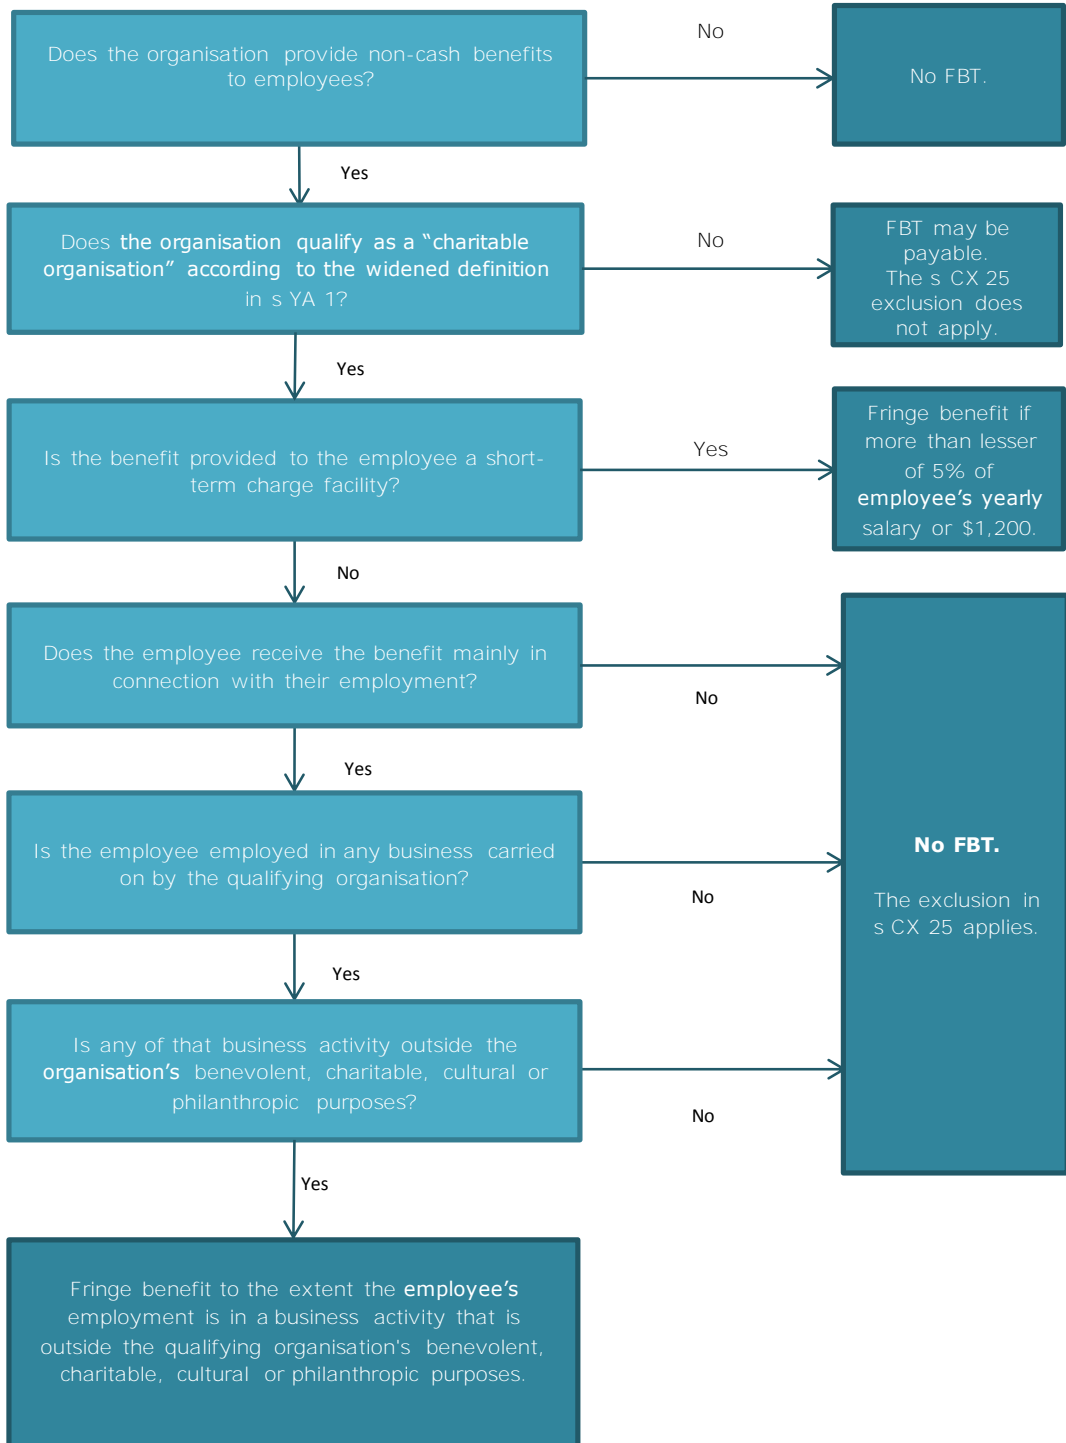 Does the organisation provide non-cash benefits
to employees?
No
No FBT.
Yes
Does the organisation qualify as a “charitable
organisation” according to the widened definition
in s YA 1?
No
FBT may be
payable.
The s CX 25
exclusion does
not apply.
Yes
Is the benefit provided to the employee a short-
term charge facility?
Yes
Fringe benefit if
more than lesser
of 5% of
employee’s yearly
salary or $1,200.
No
Does the employee receive the benefit mainly in
connection with their employment?
No
Yes
Is the employee employed in any business carried
on by the qualifying organisation?
No
No FBT.
The exclusion in
s CX 25 applies.
Yes
Is any of that business activity outside the
organisation’s benevolent, charitable, cultural or
philanthropic purposes?
No
Yes
Fringe benefit to the extent the employee’s
employment is in a business activity that is
outside the qualifying organisation's benevolent,
charitable, cultural or philanthropic purposes.